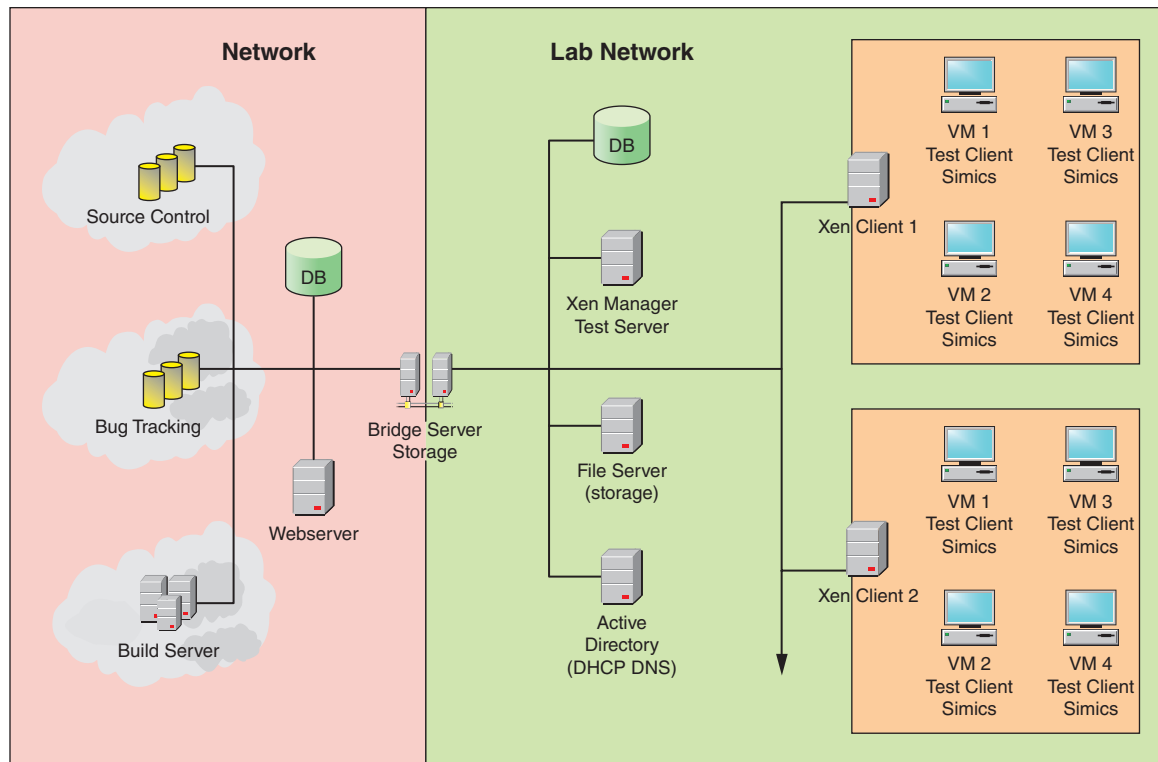 Network
Source Control
DB
Bug Tracking
Webserver
Build Server
Bridge Server
Storage
Lab Network
DB
Xen Manager
Test Server
File Server
(storage)
Active
Directory
(DHCP DNS)
Xen Client 1
VM 1
Test Client
Simics
VM 3
Test Client
Simics
VM 2
Test Client
Simics
VM 4
Test Client
Simics
Xen Client 2
VM 1
Test Client
Simics
VM 3
Test Client
Simics
VM 2
Test Client
Simics
VM 4
Test Client
Simics